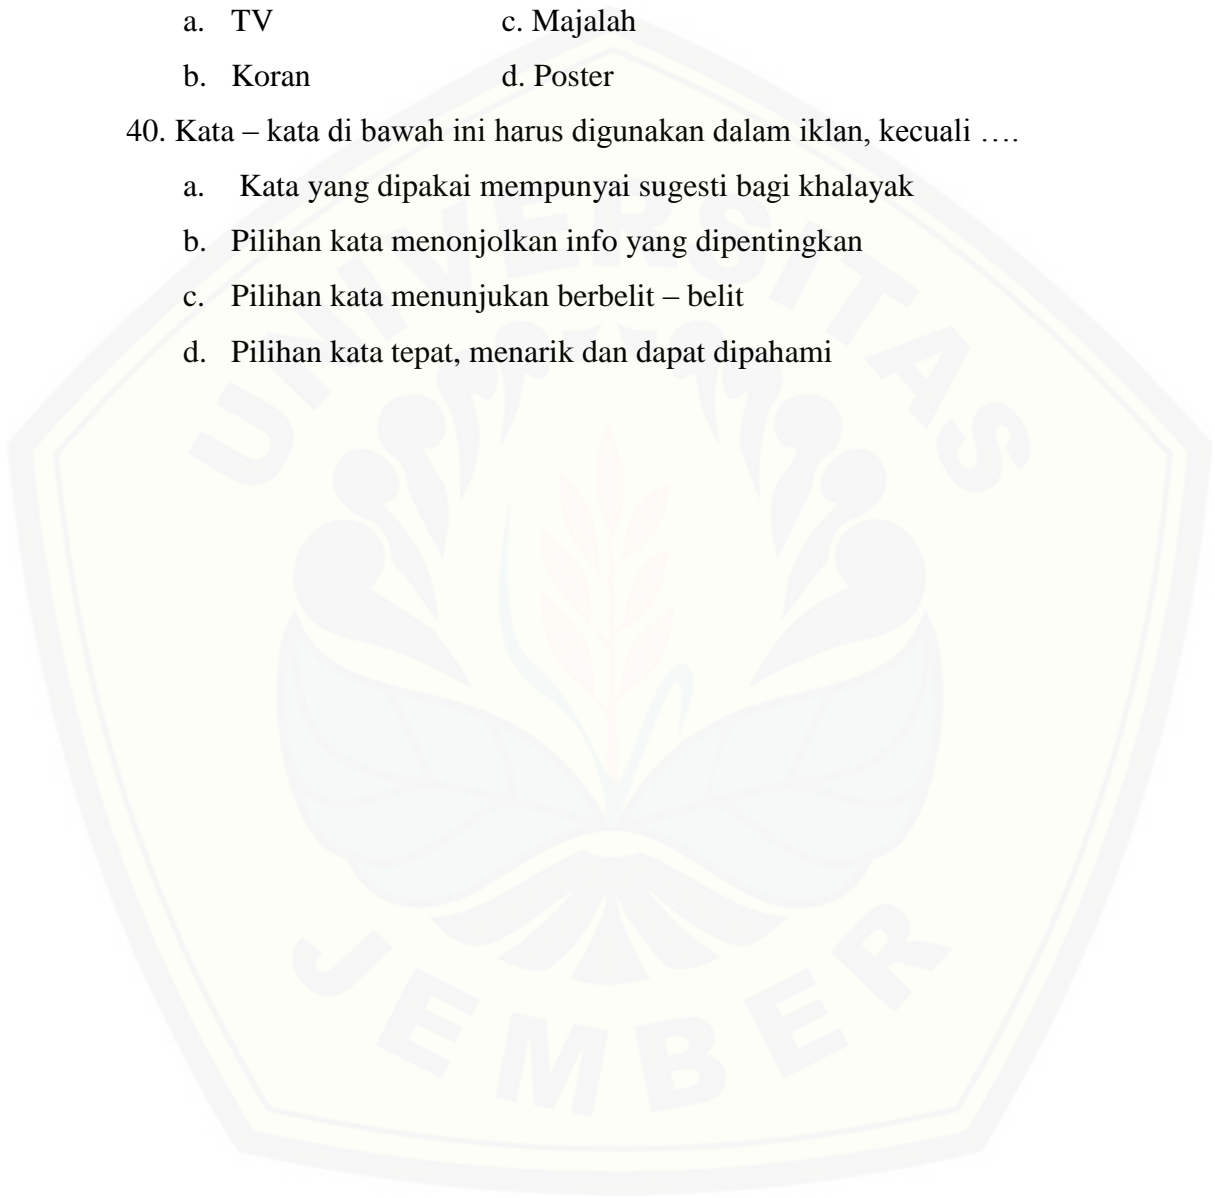 a. TV c. Majalah
b. Koran d. Poster
40. Kata – kata di bawah ini harus digunakan dalam iklan, kecuali ….
a. Kata yang dipakai mempunyai sugesti bagi khalayak
b. Pilihan kata menonjolkan info yang dipentingkan
c. Pilihan kata menunjukan berbelit – belit
d. Pilihan kata tepat, menarik dan dapat dipahami
UNIVERSITAS
JEMBER